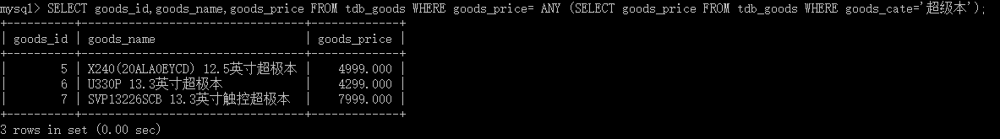 mysql> SELECT goods_id,goods_name,goods_price FROM tdb_goods WHERE goods_price= ANY (SELECT goods_price FROM tdb_goods WHERE goods_cate='超级本');
+----------+----------------------------------+-------------+
| goods_id | goods_name | goods_price |
+----------+----------------------------------+-------------+
| 5 | X240(20ALA0EYCD) 12.5英寸超极本 | 4999.000 |
| 6 | U330P 13.3英寸超极本 | 4299.000 |
| 7 | SVP13226SCB 13.3英寸触控超极本 | 7999.000 |
+----------+----------------------------------+-------------+
3 rows in set (0.00 sec)